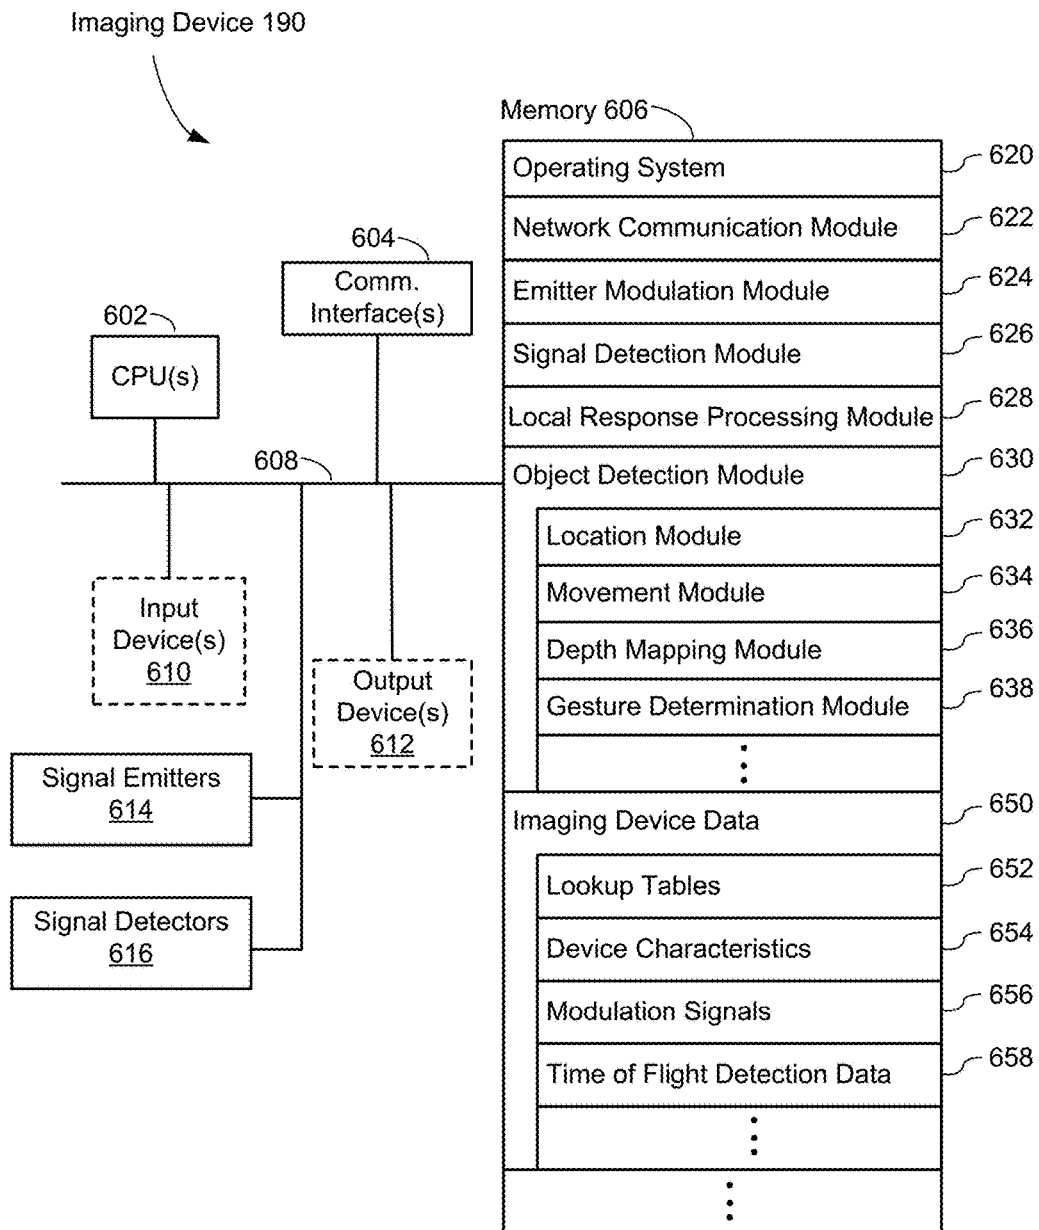 Imaging Device 190
Memory 606
Operating System
620
Network Communication Module
622
Emitter Modulation Module
624
Signal Detection Module
626
Local Response Processing Module
628
Object Detection Module
630
Location Module
632
Movement Module
634
Depth Mapping Module
636
Gesture Determination Module
638
Imaging Device Data
650
Lookup Tables
652
Device Characteristics
654
Modulation Signals
656
Time of Flight Detection Data
658
604
Comm.
Interface(s)
602
CPU(s)
608
Input
Device(s)
610
Output
Device(s)
612
Signal Emitters
614
Signal Detectors
616